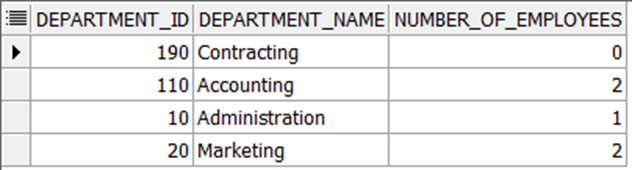 DEPARTMENT_ID DEPARTMENT_NAME NUMBER_OF_EMPLOYEES
190 Contracting 0
110 Accounting 2
10 Administration 1
20 Marketing 2